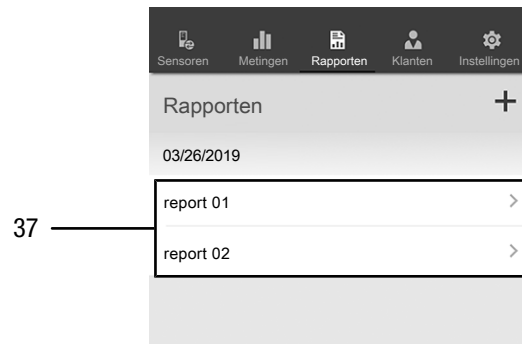 Sensoren Metingen Rapporten Klanten Instellingen
Rapporten +
03/26/2019
report 01 >
37
report 02 >